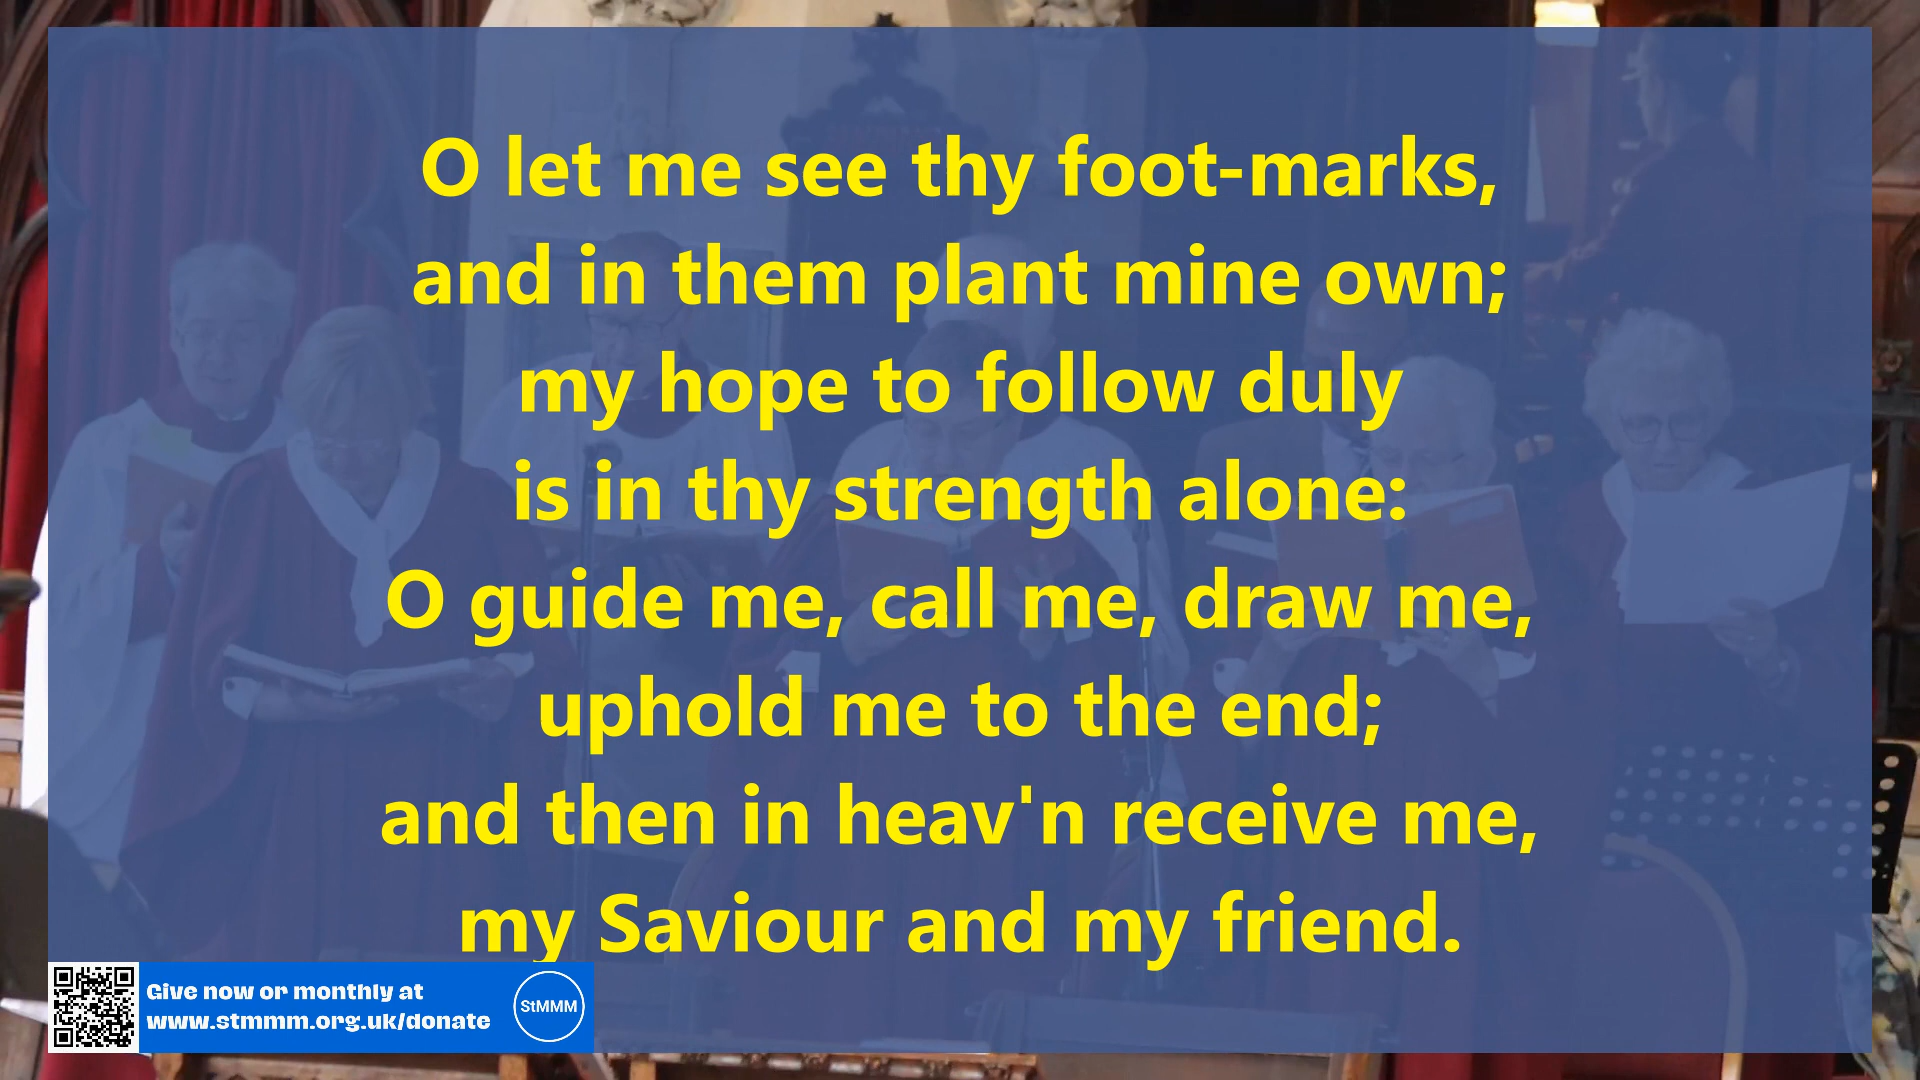 O let me see thy foot-marks,
and in them plant mine own;
my hope to follow duly
is in thy strength alone:
O guide me, call me, draw me,
uphold me to the end;
and then in heav'n receive me,
my Saviour and my friend.
Give now or monthly at
www.stmmm.org.uk/donate
StMMM